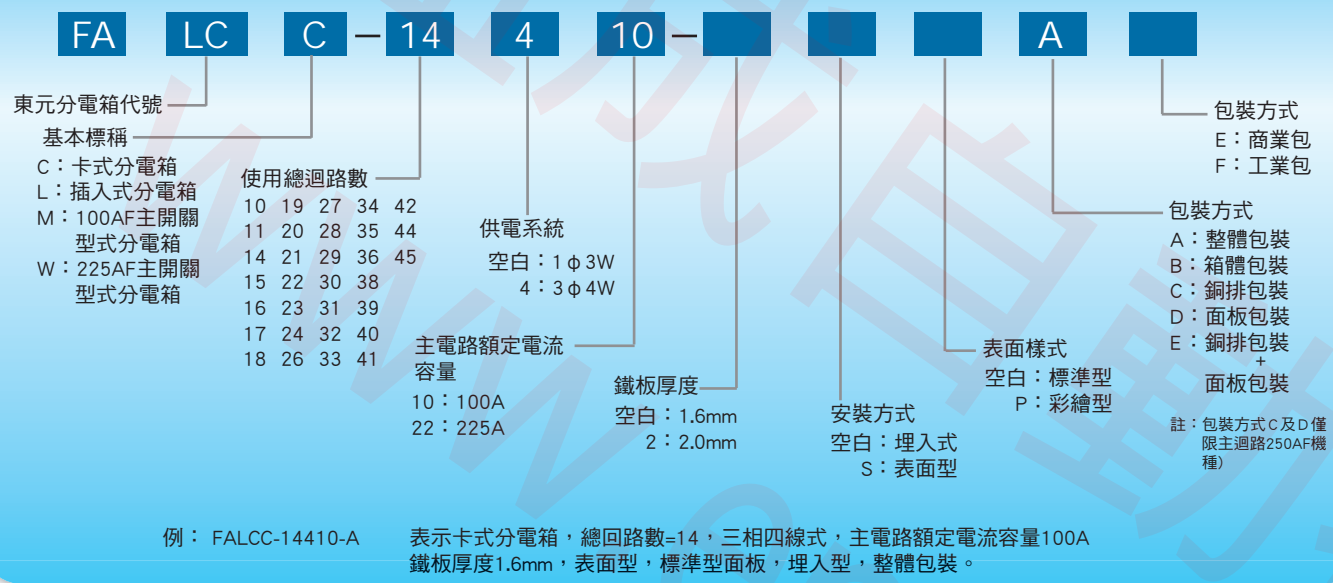 FA LC C－14 4 10－ A
東元分電箱代號
基本標稱
C：卡式分電箱
L：插入式分電箱
M：100AF主開關
型式分電箱
W：225AF主開關
型式分電箱
使用總迴路數
10 19 27 34 42
11 20 28 35 44
14 21 29 36 45
15 22 30 38
16 23 31 39
17 24 32 40
18 26 33 41
供電系統
空白：1φ3W
4：3φ4W
主電路額定電流
容量
10：100A
22：225A
鐵板厚度
空白：1.6mm
2：2.0mm
安裝方式
空白：埋入式
S：表面型
表面樣式
空白：標準型
P：彩繪型
包裝方式
A：整體包裝
B：箱體包裝
C：銅排包裝
D：面板包裝
E：銅排包裝
+
面板包裝
註：包裝方式C及D僅
限主迴路250AF機
種）
包裝方式
E：商業包
F：工業包
例： FALCC-14410-A 表示卡式分電箱，總回路數=14，三相四線式，主電路額定電流容量100A
鐵板厚度1.6mm，表面型，標準型面板，埋入型，整體包裝。